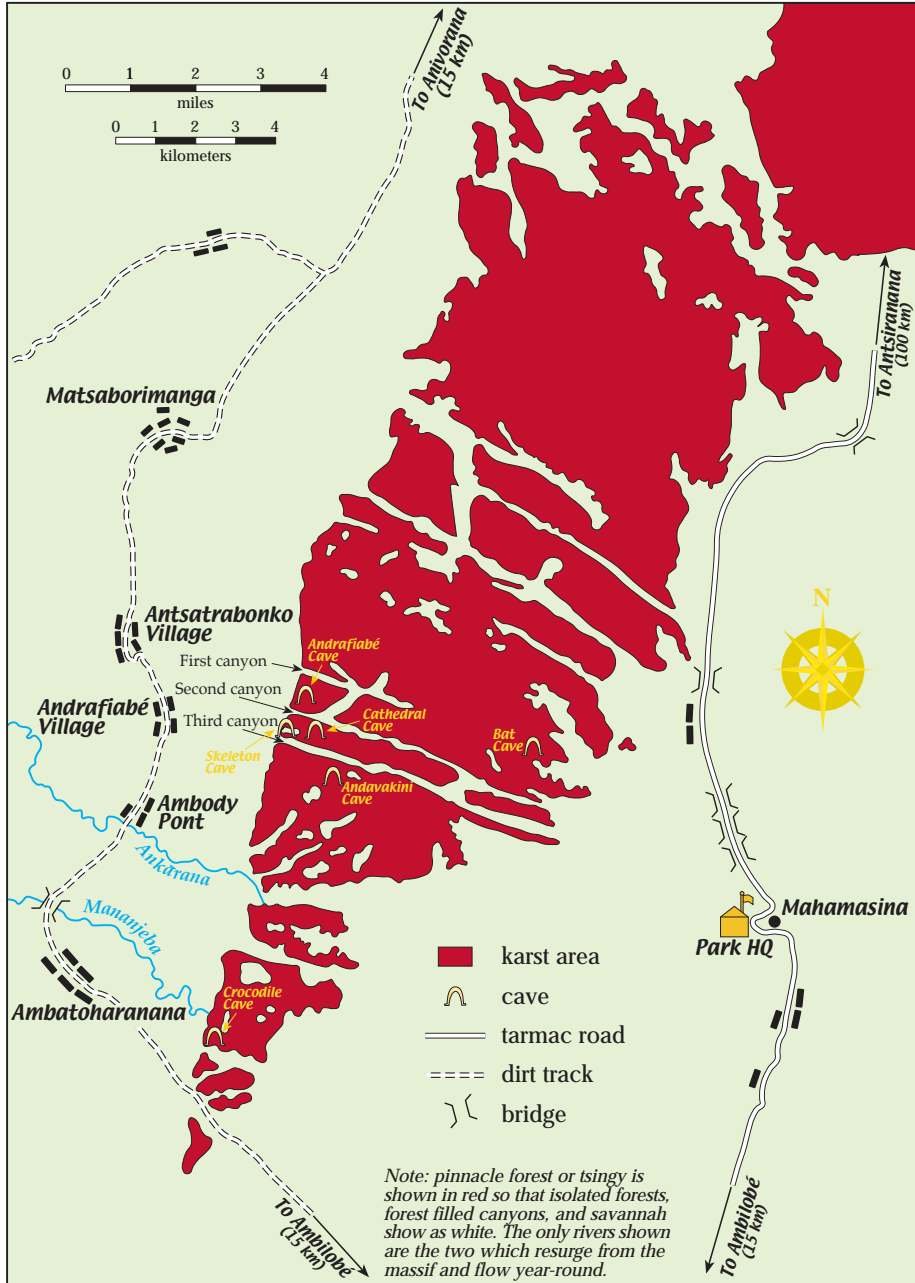 0 1 2 3 4
miles
0 1 2 3 4
kilometers
To Anivorana
(15 km)
To Antsiranana
(100 km)
Matsaborimanga
Antsatrabonko
Village
First canyon
Andrafiabé
Cave
Second canyon
Andrafiabé
Village
Third canyon
Cathedral
Cave
Skeleton
Cave
Bat
Cave
Andavakini
Cave
N
Ambody
Pont
Ankarana
Mananjeba
Mahamasina
Park HQ
Ambatoharanana
Crocodile
Cave
karst area
cave
tarmac road
dirt track
bridge
Note: pinnacle forest or tsingy is
shown in red so that isolated forests,
forest filled canyons, and savannah
show as white. The only rivers shown
are the two which resurge from the
massif and flow year-round.
To Ambilobé
(15 km)
To Ambilobé
(15 km)